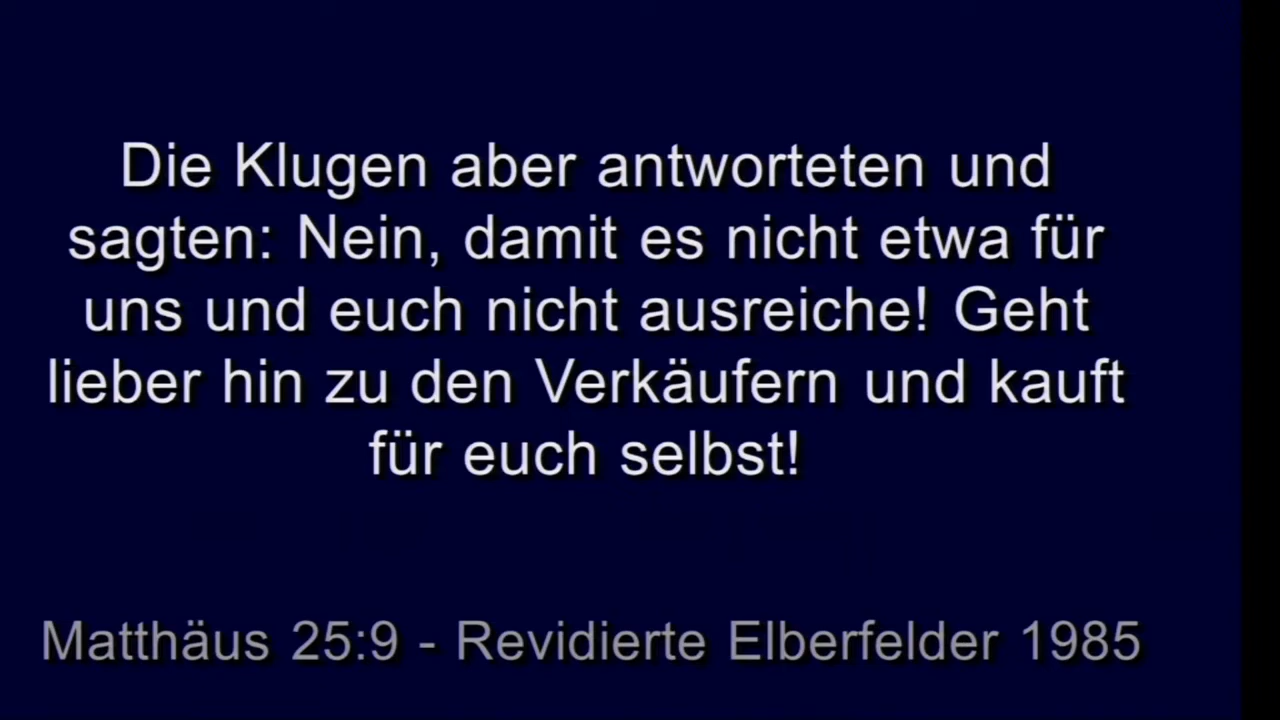 Die Klugen aber antworteten und
sagten: Nein, damit es nicht etwa für
uns und euch nicht ausreiche! Geht
lieber hin zu den Verkäufern und kauft
für euch selbst!
Matthäus 25:9 - Revidierte Elberfelder 1985